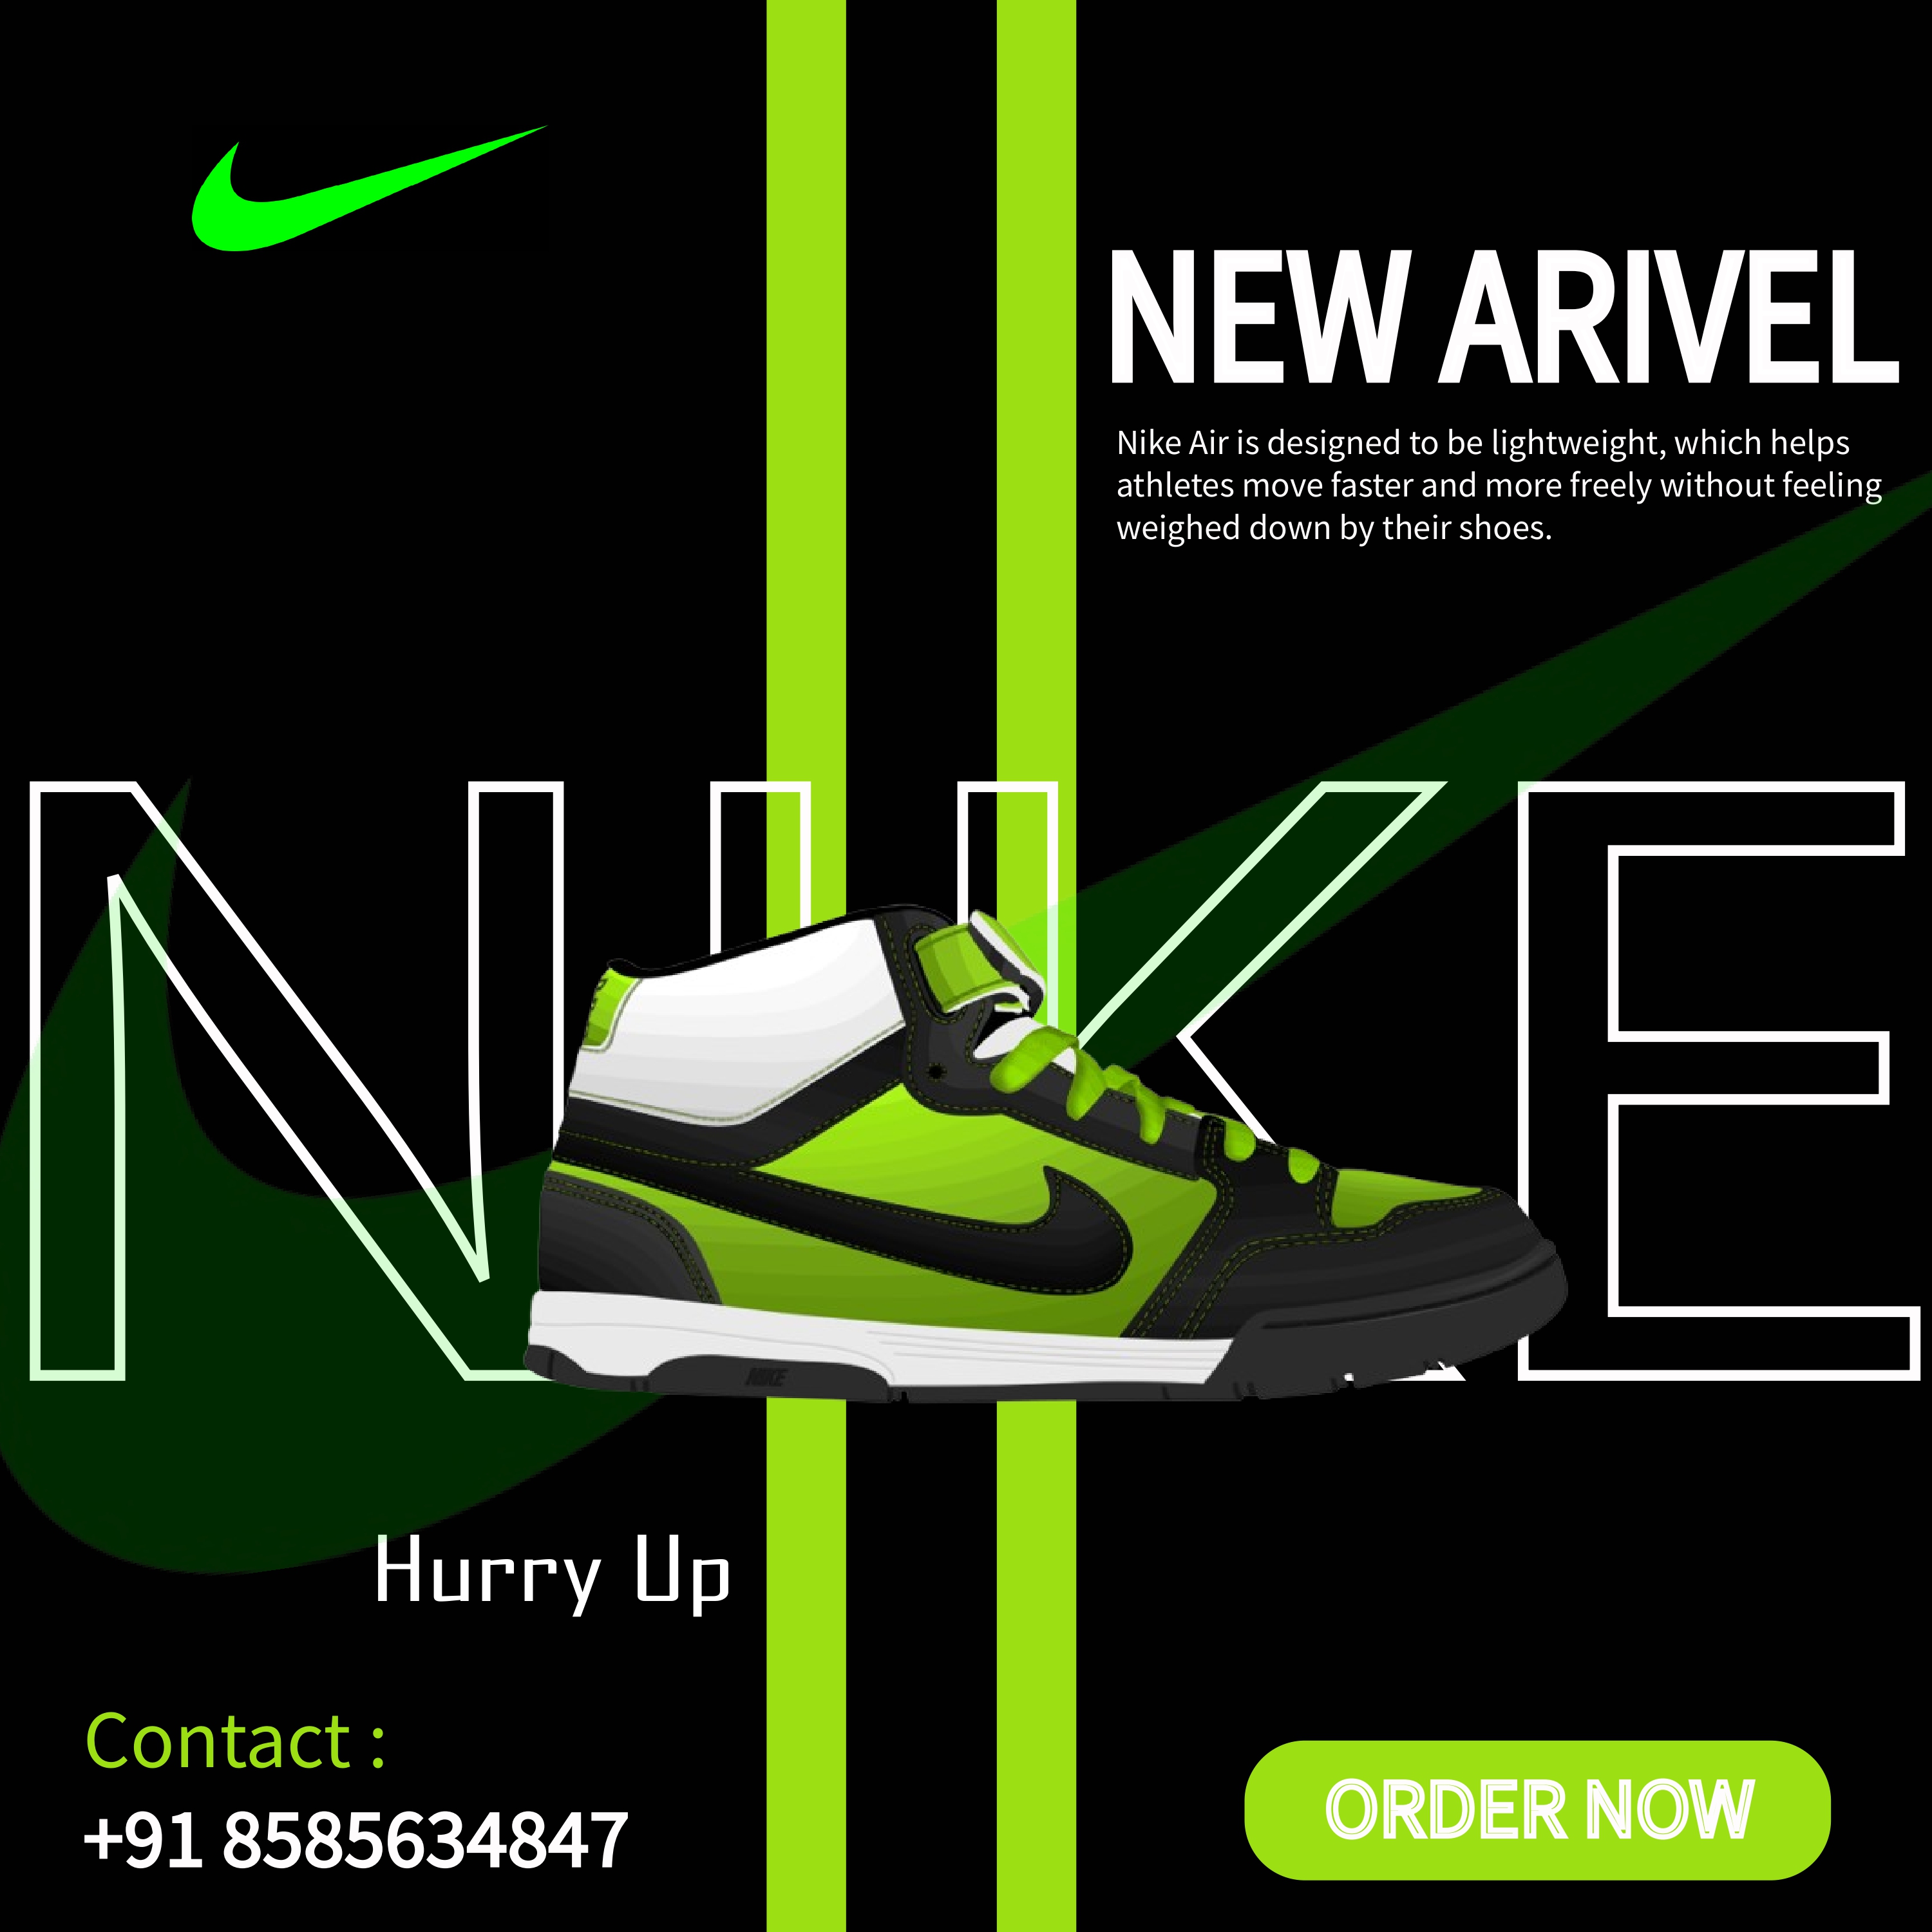 NEW ARIVEL
Nike Air is designed to be lightweight, which helps
athletes move faster and more freely without feeling
weighed down by their shoes.
NIKE
NIKE
Hurry Up
Contact :
+91 8585634847
ORDER NOW